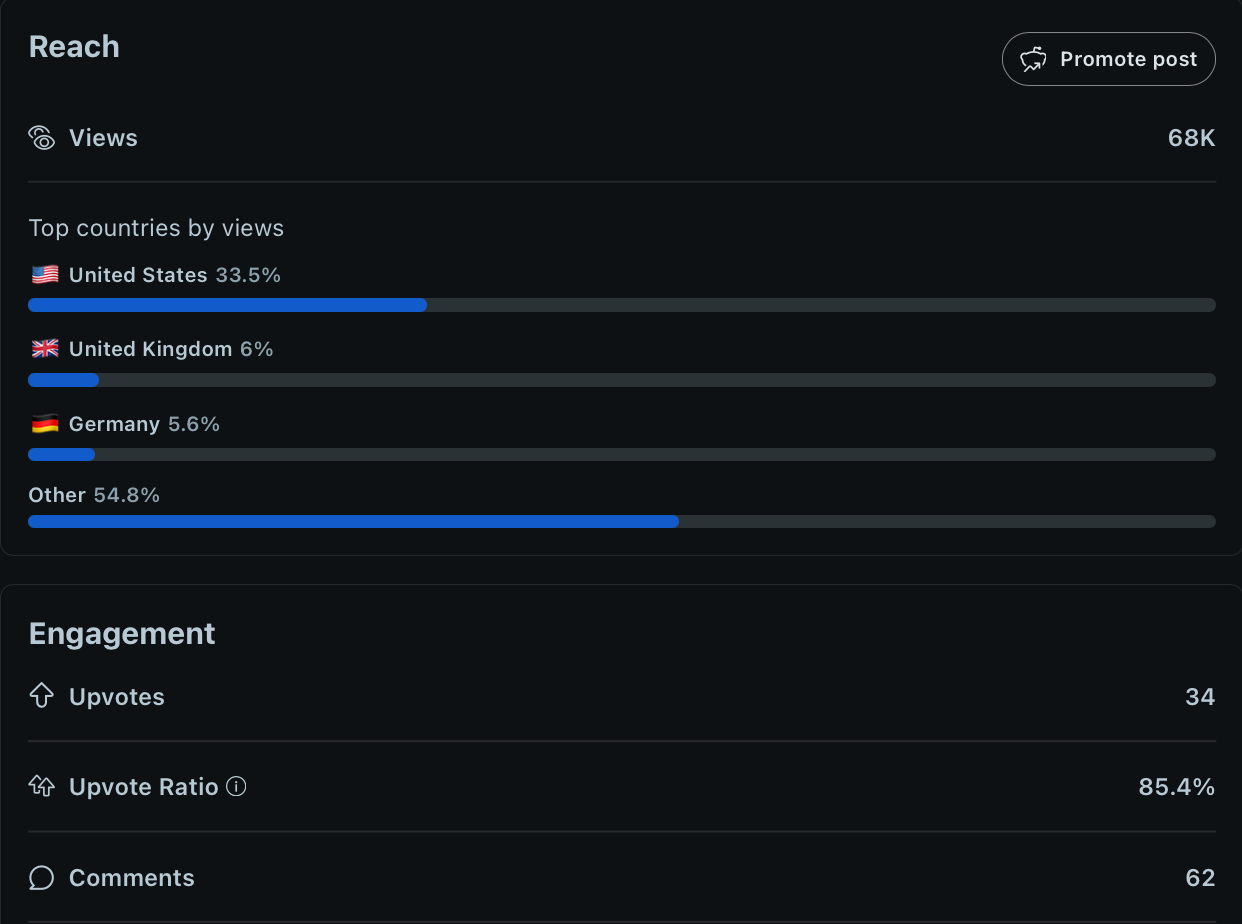 Reach
Promote post
Views
68K
Top countries by views
United States 33.5%
United Kingdom 6%
Germany 5.6%
Other 54.8%
Engagement
Upvotes
34
Upvote Ratio
85.4%
Comments
62